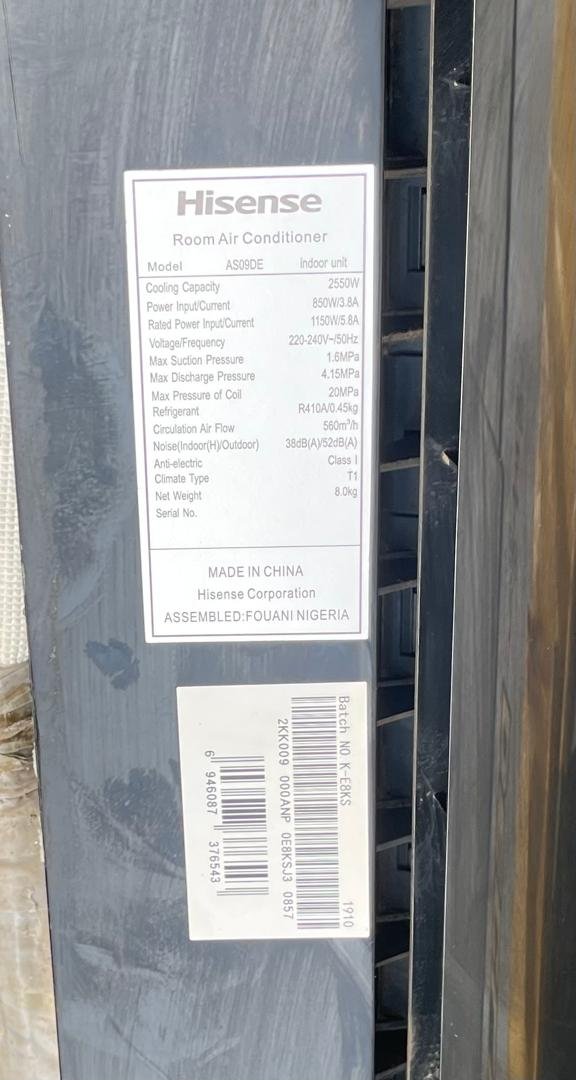 Hisense
Room Air Conditioner
Model AS09DE Indoor unit
Cooling Capacity 2550W
Power Input/Current 850W/3.8A
Rated Power Input/Current 1150W/5.8A
Voltage/Frequency 220-240V~/50Hz
Max Suction Pressure 1.6MPa
Max Discharge Pressure 4.15MPa
Max Pressure of Coil 20MPa
Refrigerant R410A/0.45kg
Circulation Air Flow 560m³/h
Noise(Indoor(H)/Outdoor) 38dB(A)/52dB(A)
Anti-electric Class I
Climate Type T1
Net Weight 8.0kg
Serial No.
MADE IN CHINA
Hisense Corporation
ASSEMBLED:FOUANI NIGERIA
Batch NO. K-E8KS 1910
2KK009 000ANP 0E8KSJ3 0857
6 946087 376543